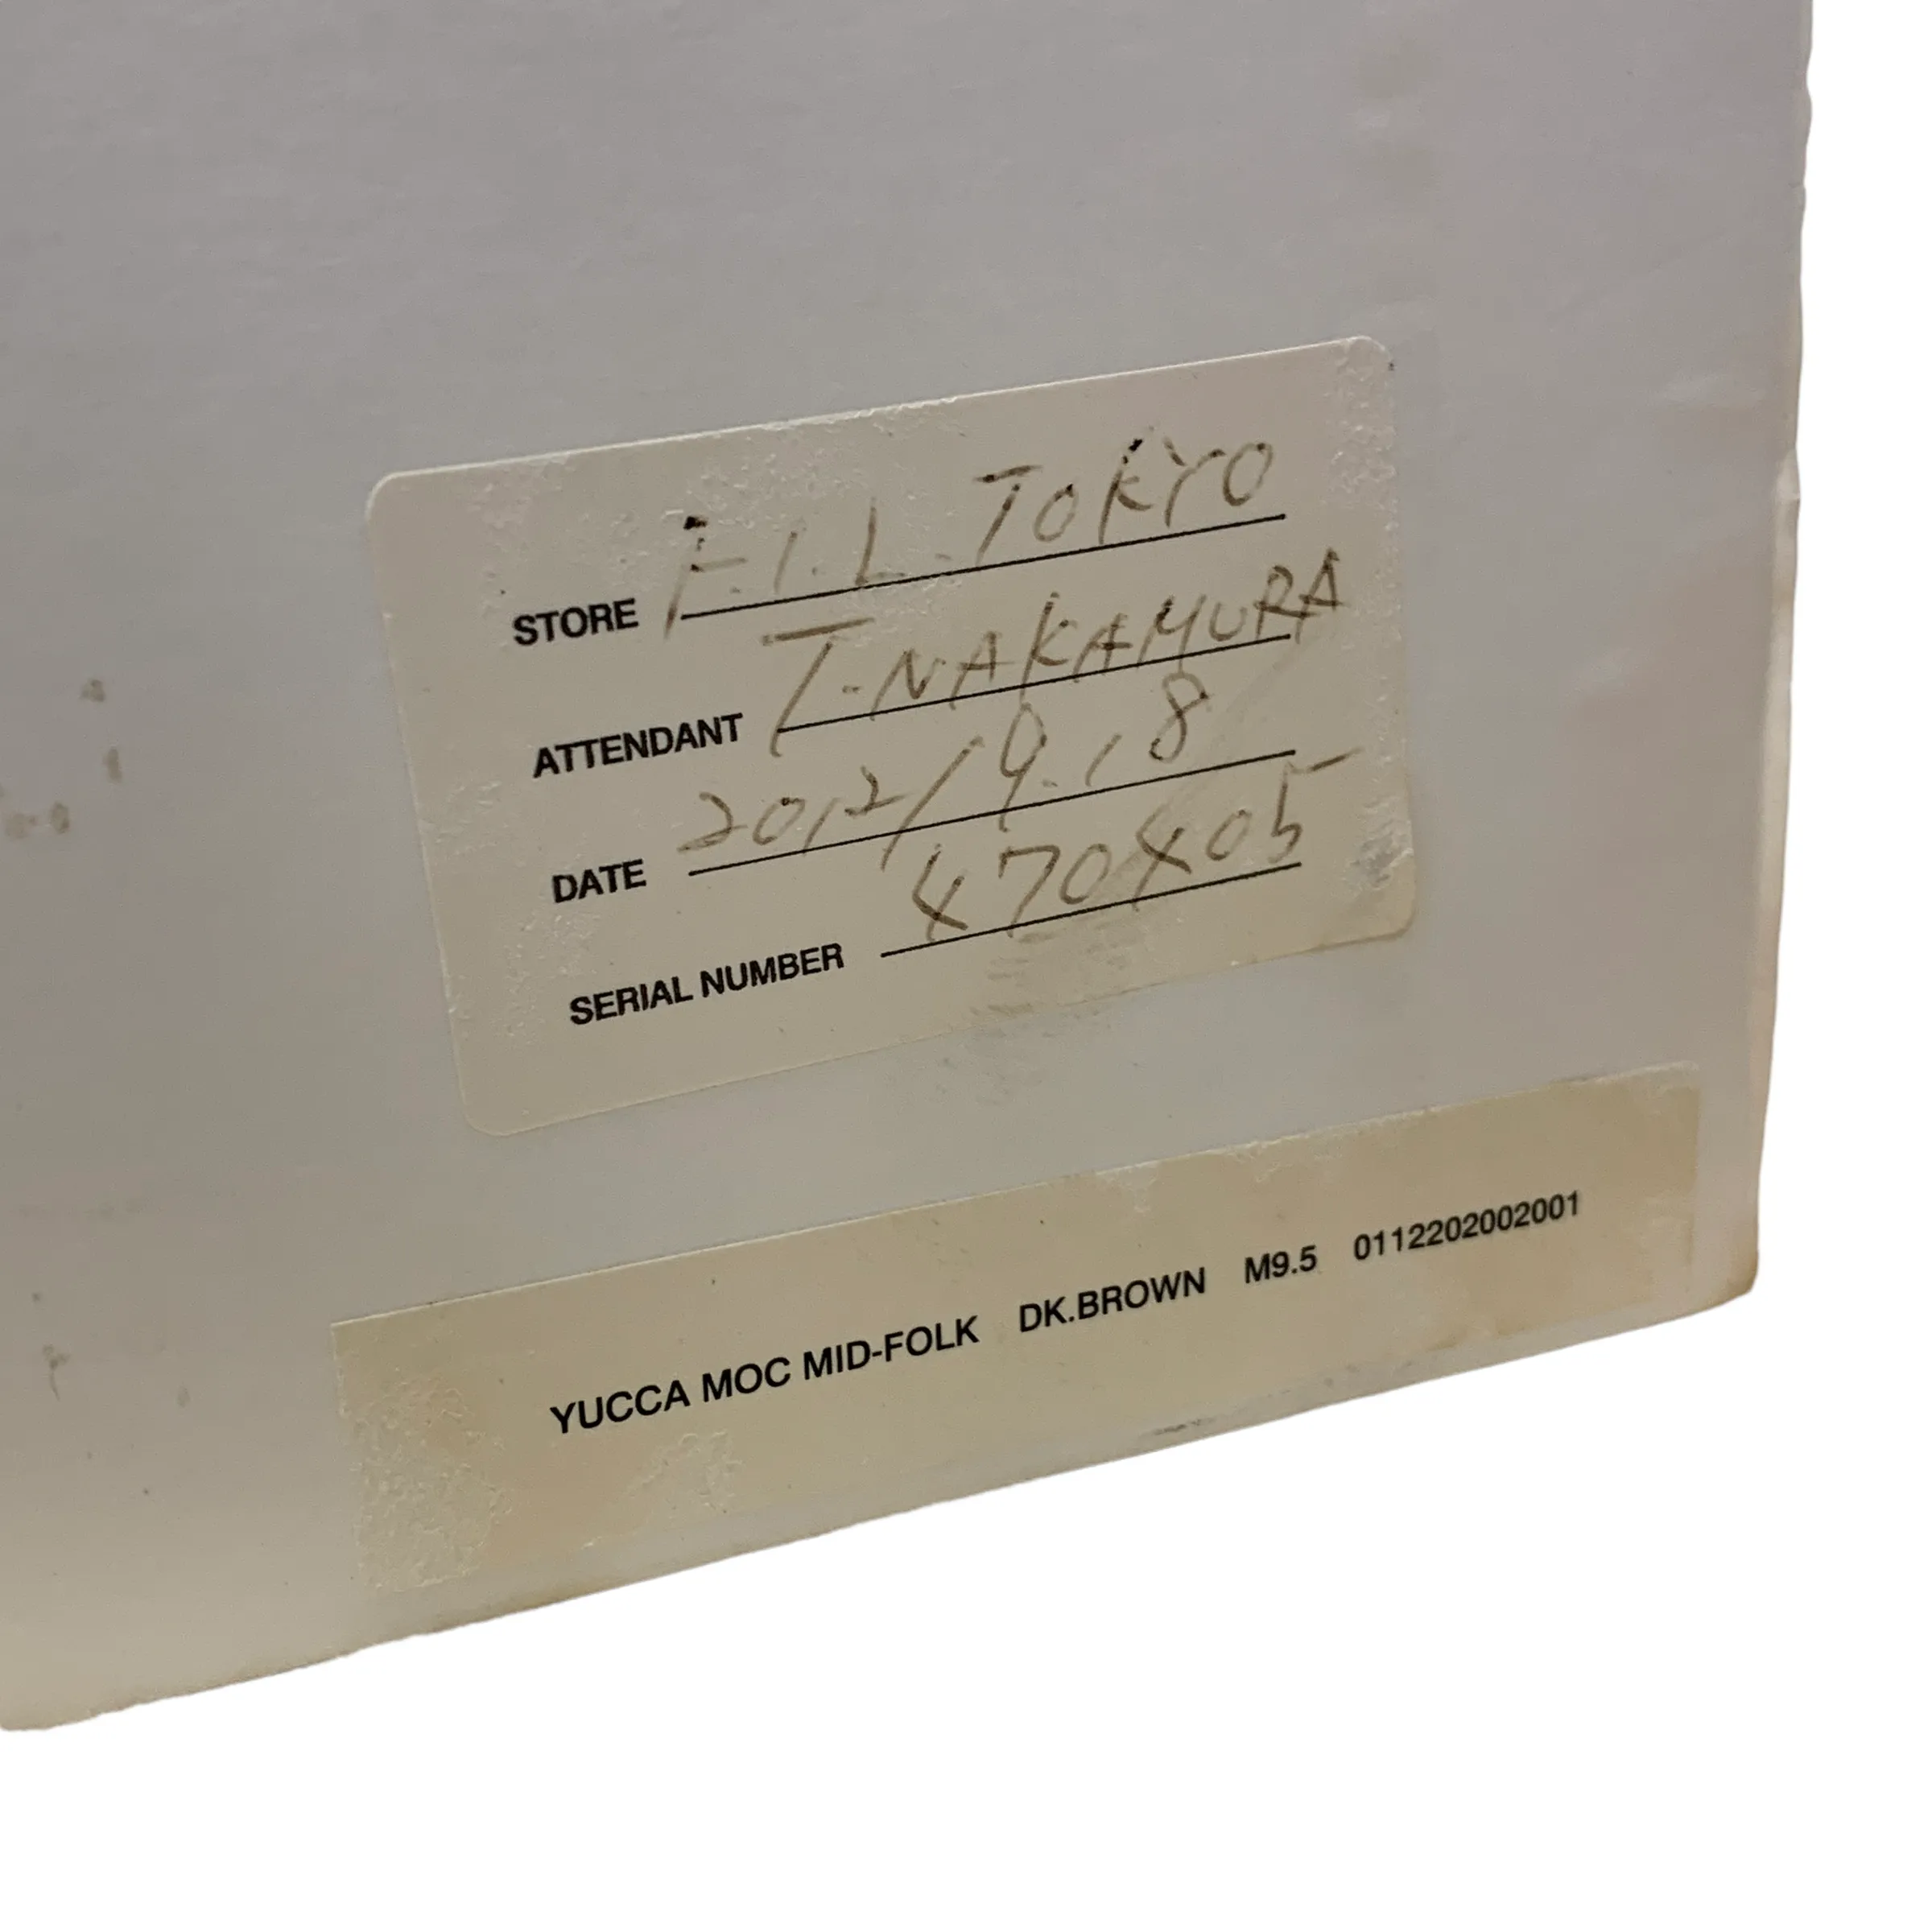 STORE F.I.L. TOKYO
ATTENDANT T.NAKAMURA
DATE 2012/9.18
SERIAL NUMBER 470405
YUCCA MOC MID-FOLK DK.BROWN M9.5 0112202002001